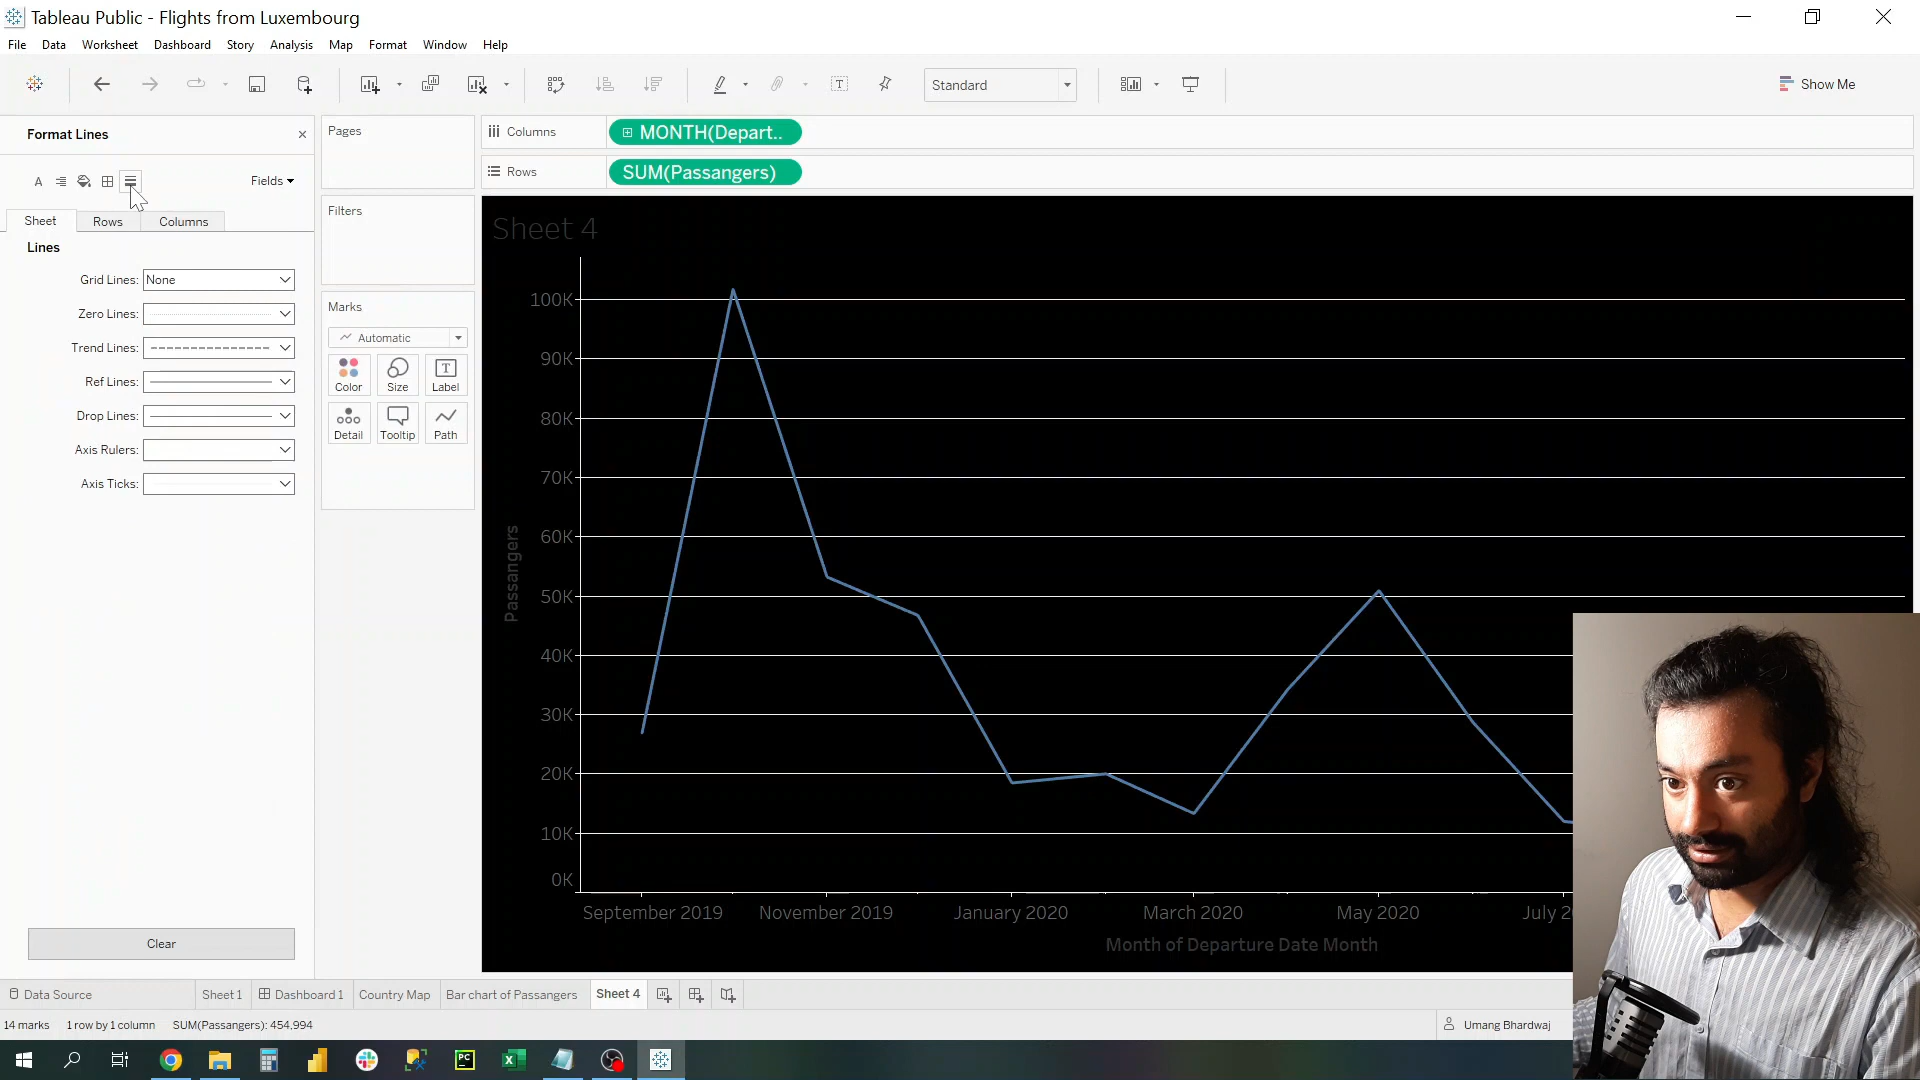 Tableau Public - Flights from Luxembourg
File Data Worksheet Dashboard Story Analysis Map Format Window Help
Standard
Show Me
Format Lines
Fields
Sheet Rows Columns
Lines
Grid Lines: None
Zero Lines:
Trend Lines:
Ref Lines:
Drop Lines:
Axis Rulers:
Axis Ticks:
Clear
Pages
Filters
Marks
Automatic
Color Size Label
Detail Tooltip Path
Columns MONTH(Depart..
Rows SUM(Passangers)
Sheet 4
100K
90K
80K
70K
60K
50K
40K
30K
20K
10K
0K
Passangers
September 2019 November 2019 January 2020 March 2020 May 2020 July 2
Month of Departure Date Month
Data Source Sheet 1 Dashboard 1 Country Map Bar chart of Passengers Sheet 4
14 marks 1 row by 1 column SUM(Passangers): 454,994
Umang Bhardwaj